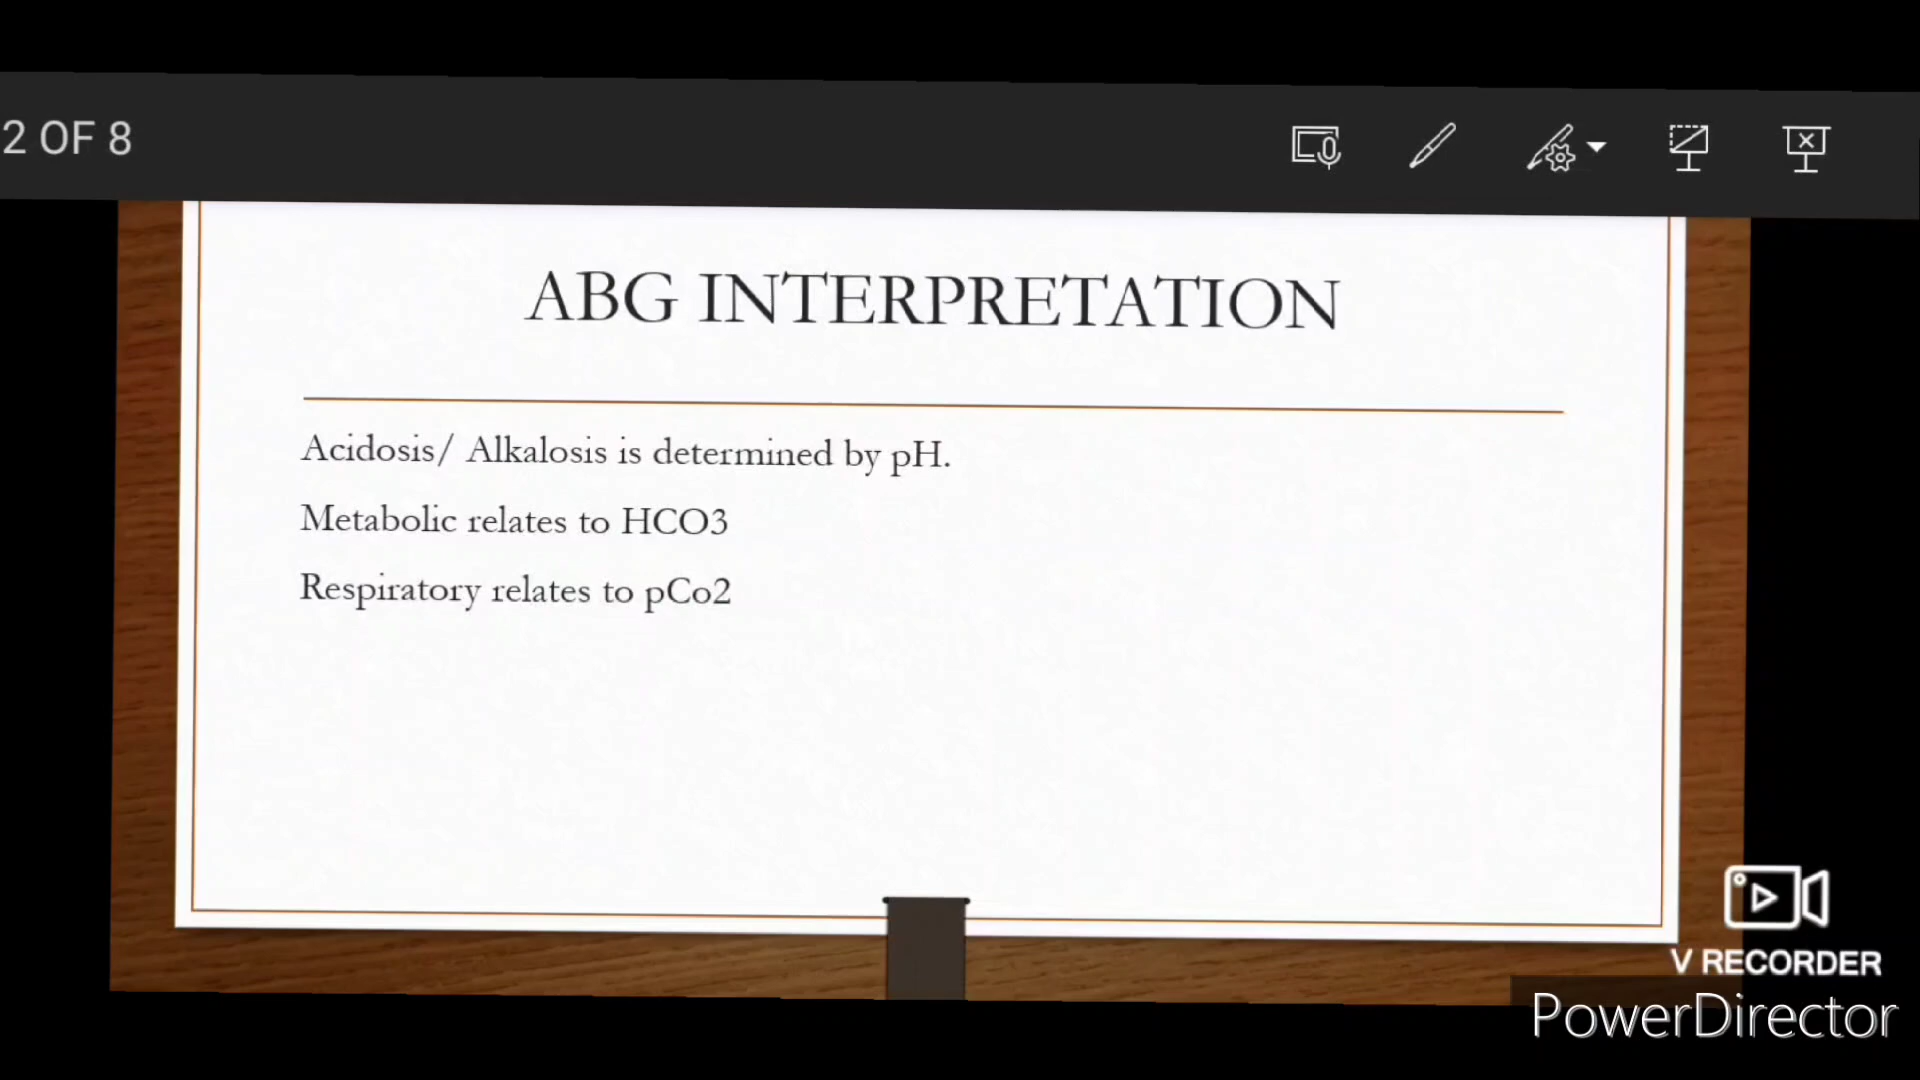 2 OF 8
ABG INTERPRETATION
Acidosis/ Alkalosis is determined by pH.
Metabolic relates to HCO3
Respiratory relates to pCo2
V RECORDER
PowerDirector